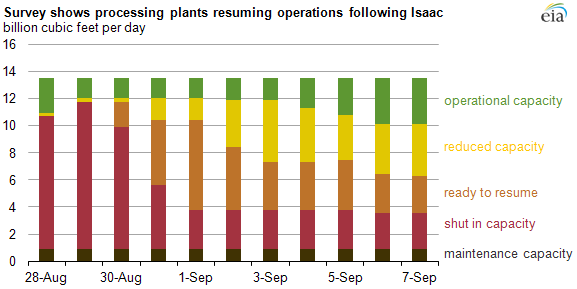 Survey shows processing plants resuming operations following Isaac
billion cubic feet per day
eia
16
14
12
10
8
6
4
2
0
operational capacity
reduced capacity
ready to resume
shut in capacity
maintenance capacity
28-Aug 30-Aug 1-Sep 3-Sep 5-Sep 7-Sep